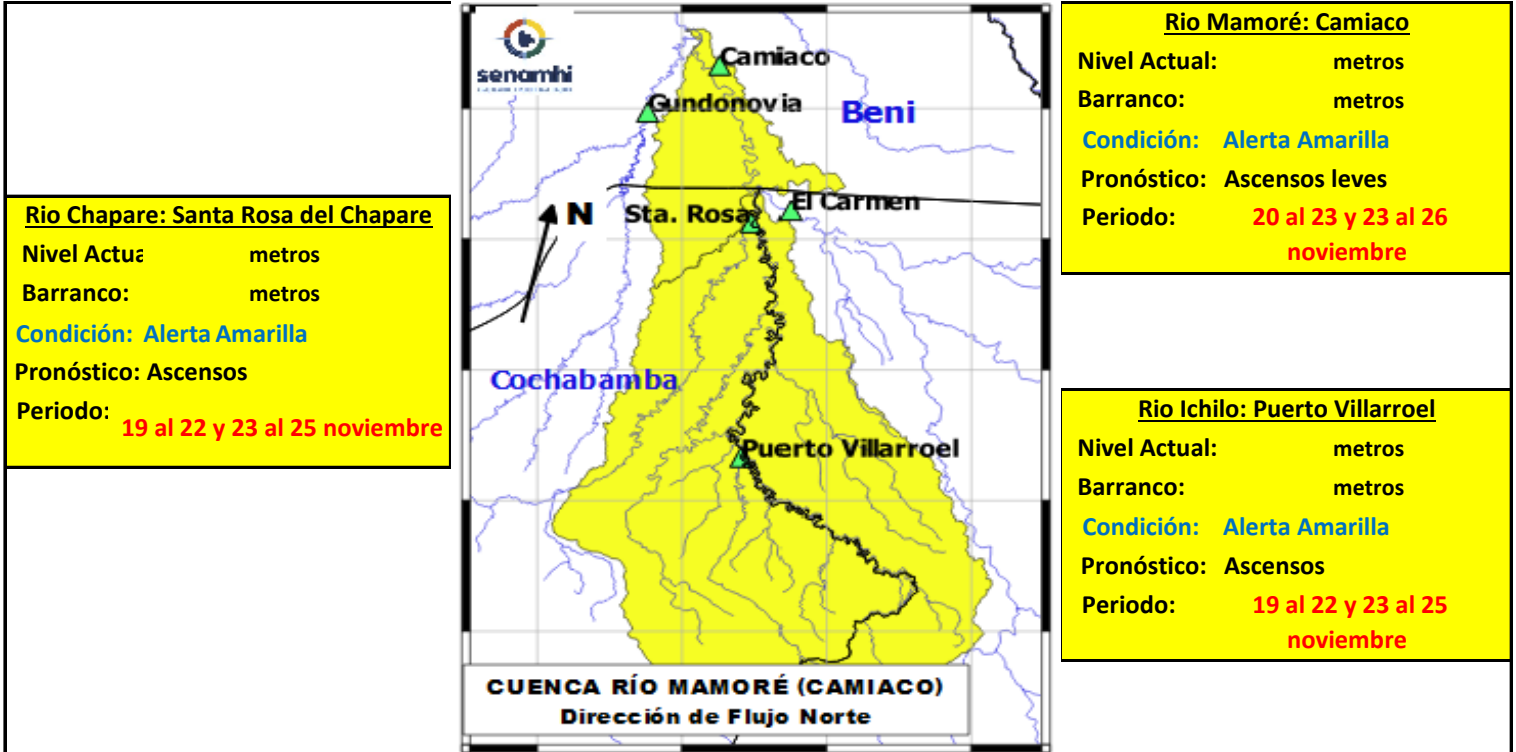 Rio Chapare: Santa Rosa del Chapare
Nivel Actua metros
Barranco: metros
Condición: Alerta Amarilla
Pronóstico: Ascensos
Periodo:
19 al 22 y 23 al 25 noviembre
senamhi
Camiaco
Gundonovia
Beni
El Carmen
Sta. Rosa
N
Cochabamba
Puerto Villarroel
CUENCA RÍO MAMORÉ (CAMIACO)
Dirección de Flujo Norte
Rio Mamoré: Camiaco
Nivel Actual: metros
Barranco: metros
Condición: Alerta Amarilla
Pronóstico: Ascensos leves
Periodo: 20 al 23 y 23 al 26
noviembre
Rio Ichilo: Puerto Villarroel
Nivel Actual: metros
Barranco: metros
Condición: Alerta Amarilla
Pronóstico: Ascensos
Periodo: 19 al 22 y 23 al 25
noviembre